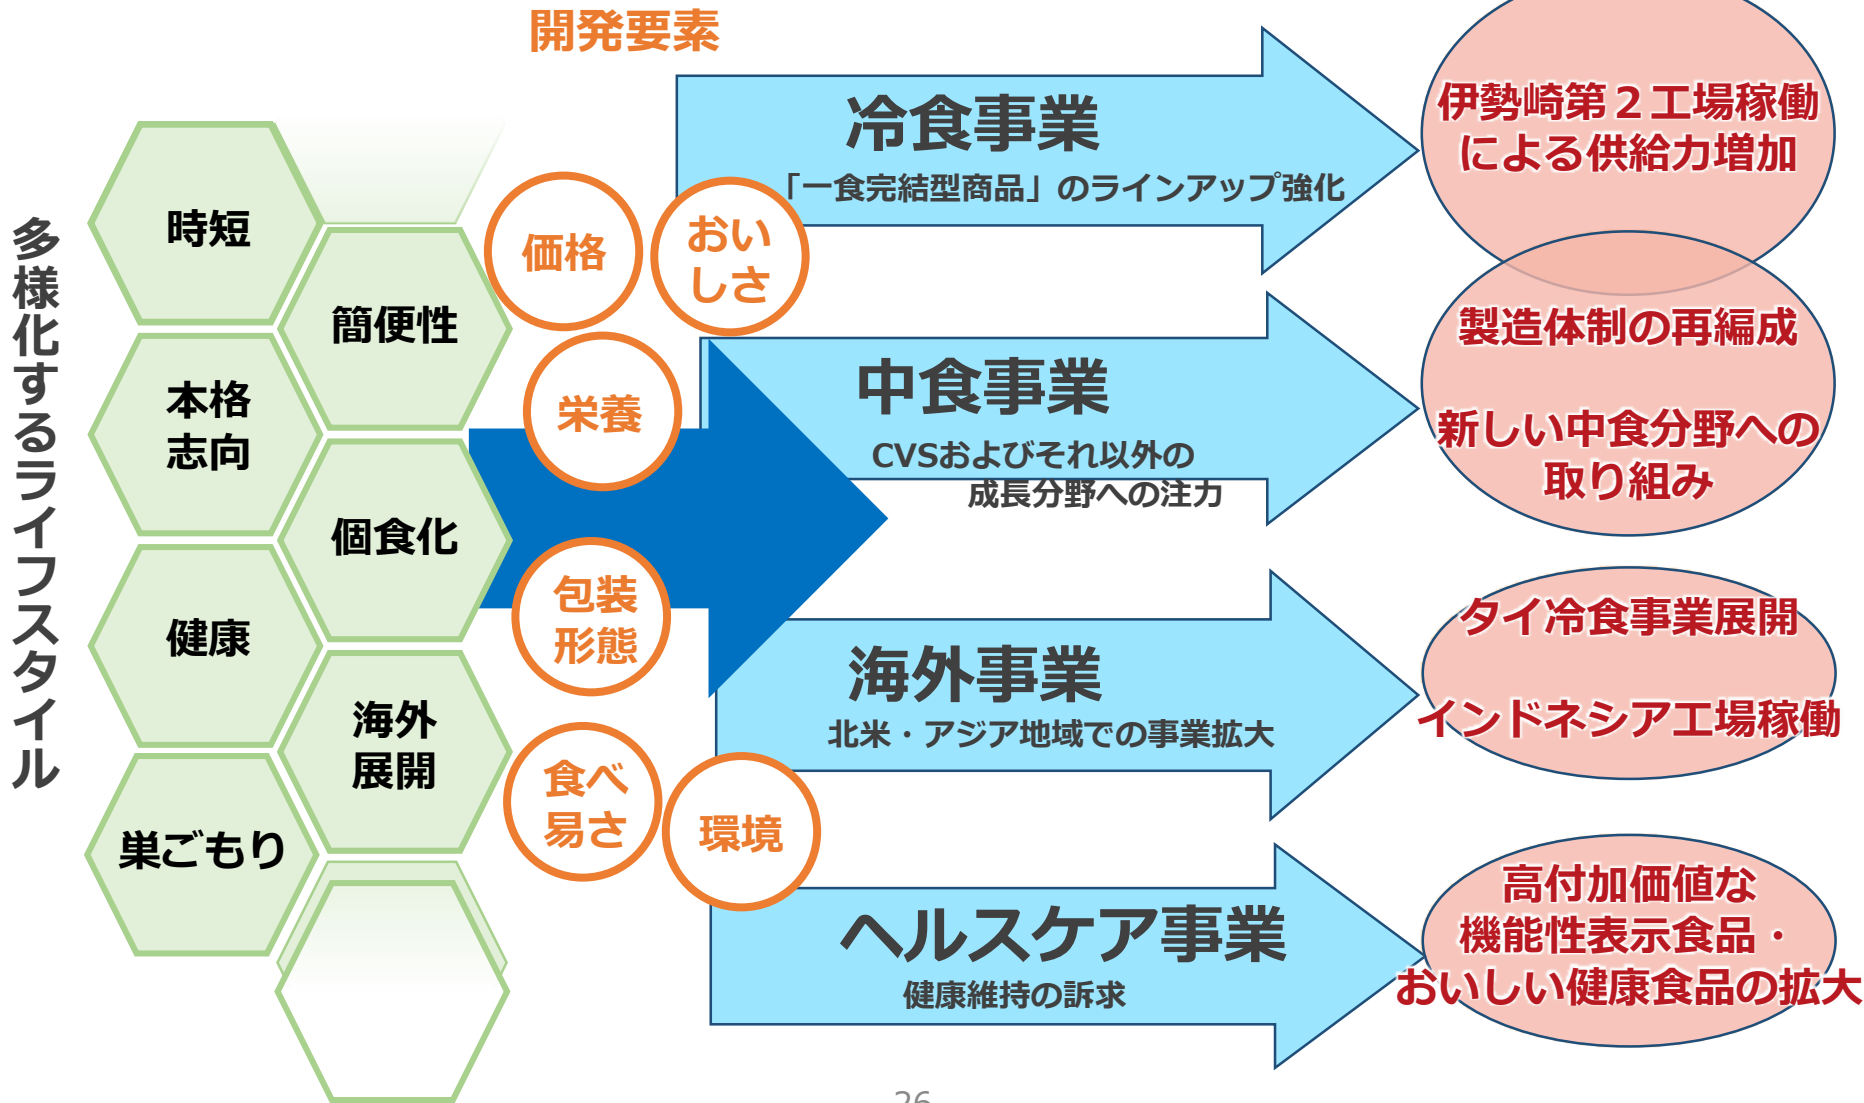 開発要素
多様化するライフスタイル
時短
簡便性
本格
志向
個食化
健康
海外
展開
巣ごもり
価格
おい
しさ
栄養
包装
形態
食べ
易さ
環境
冷食事業
「一食完結型商品」のラインアップ強化
伊勢崎第２工場稼働
による供給力増加
中食事業
CVSおよびそれ以外の
成長分野への注力
製造体制の再編成
新しい中食分野への
取り組み
海外事業
北米・アジア地域での事業拡大
タイ冷食事業展開
インドネシア工場稼働
ヘルスケア事業
健康維持の訴求
高付加価値な
機能性表示食品・
おいしい健康食品の拡大
26